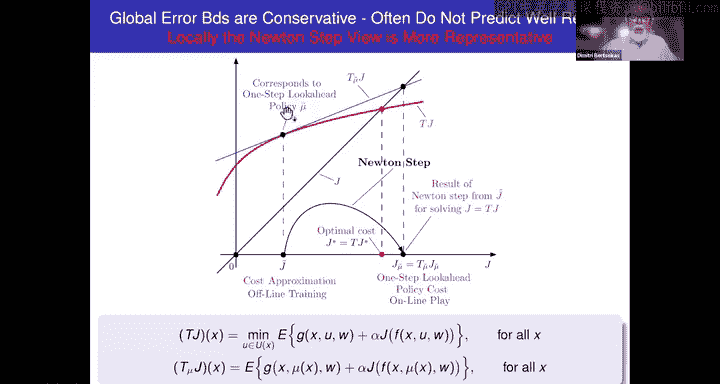 Global Error Bds are Conservative - Often Do Not Predict Well Re
Locally the Newton Step View is More Representative
Dimitri Bertsekas
Corresponds to
One-Step Lookahead
Policy μ̃
T_μ̃ J
TJ
J
Newton Step
Result of
Newton step from J̃
for solving J = TJ
Optimal cost
J* = TJ*
0
J̃
J_μ̃ = T_μ̃ J_μ̃
J
Cost Approximation
Off-Line Training
One-Step Lookahead
Policy Cost
On-Line Play
(TJ)(x) = min_{u∈U(x)} E{g(x, u, w) + αJ(f(x, u, w))}, for all x
(T_μ J)(x) = E{g(x, μ(x), w) + αJ(f(x, μ(x), w))}, for all x